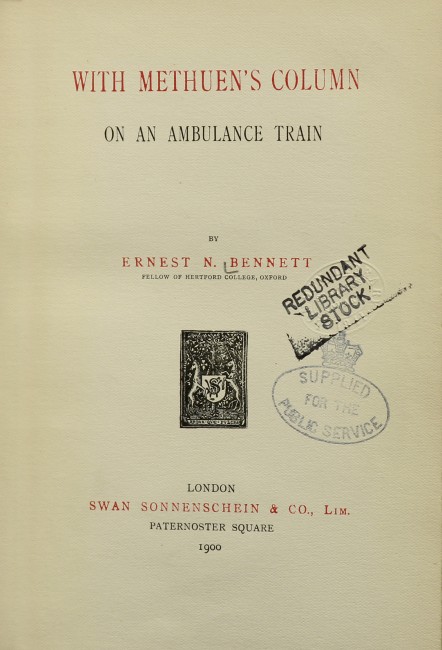 WITH METHUEN'S COLUMN
ON AN AMBULANCE TRAIN
BY
ERNEST N. BENNETT
FELLOW OF HERTFORD COLLEGE, OXFORD
REDUNDANT
LIBRARY
STOCK
SUPPLIED
FOR THE
PUBLIC SERVICE
LONDON
SWAN SONNENSCHEIN & CO., LIM.
PATERNOSTER SQUARE
1900